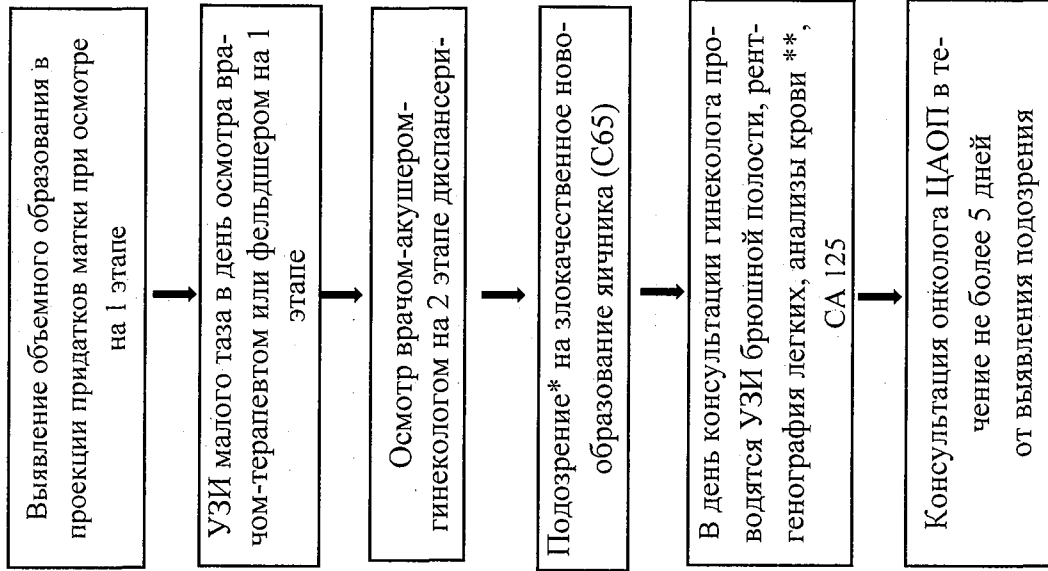 Выявление объемного образования в
проекции придатков матки при осмотре
на 1 этапе
УЗИ малого таза в день осмотра вра-
чом-терапевтом или фельдшером на 1
этапе
Осмотр врачом-акушером-
гинекологом на 2 этапе диспансери-
Подозрение* на злокачественное ново-
образование яичника (С65)
В день консультации гинеколога про-
водятся УЗИ брюшной полости, рент-
генография легких, анализы крови **,
СА 125
Консультация онколога ЦАОП в те-
чение не более 5 дней
от выявления подозрения